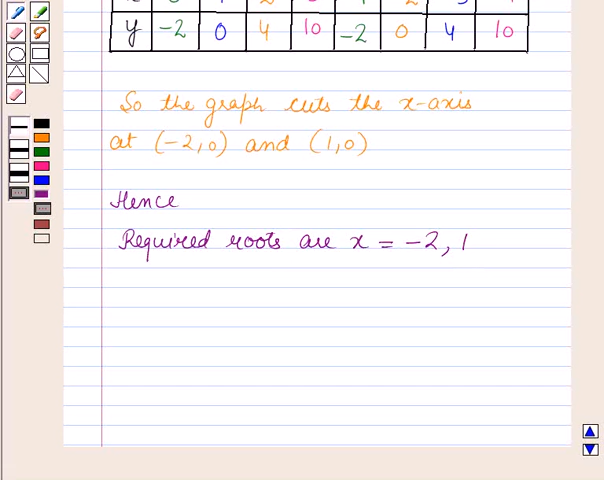 y -2 0 4 10 -2 0 4 10
So the graph cuts the x-axis
at (-2,0) and (1,0)
Hence
Required roots are x = -2, 1